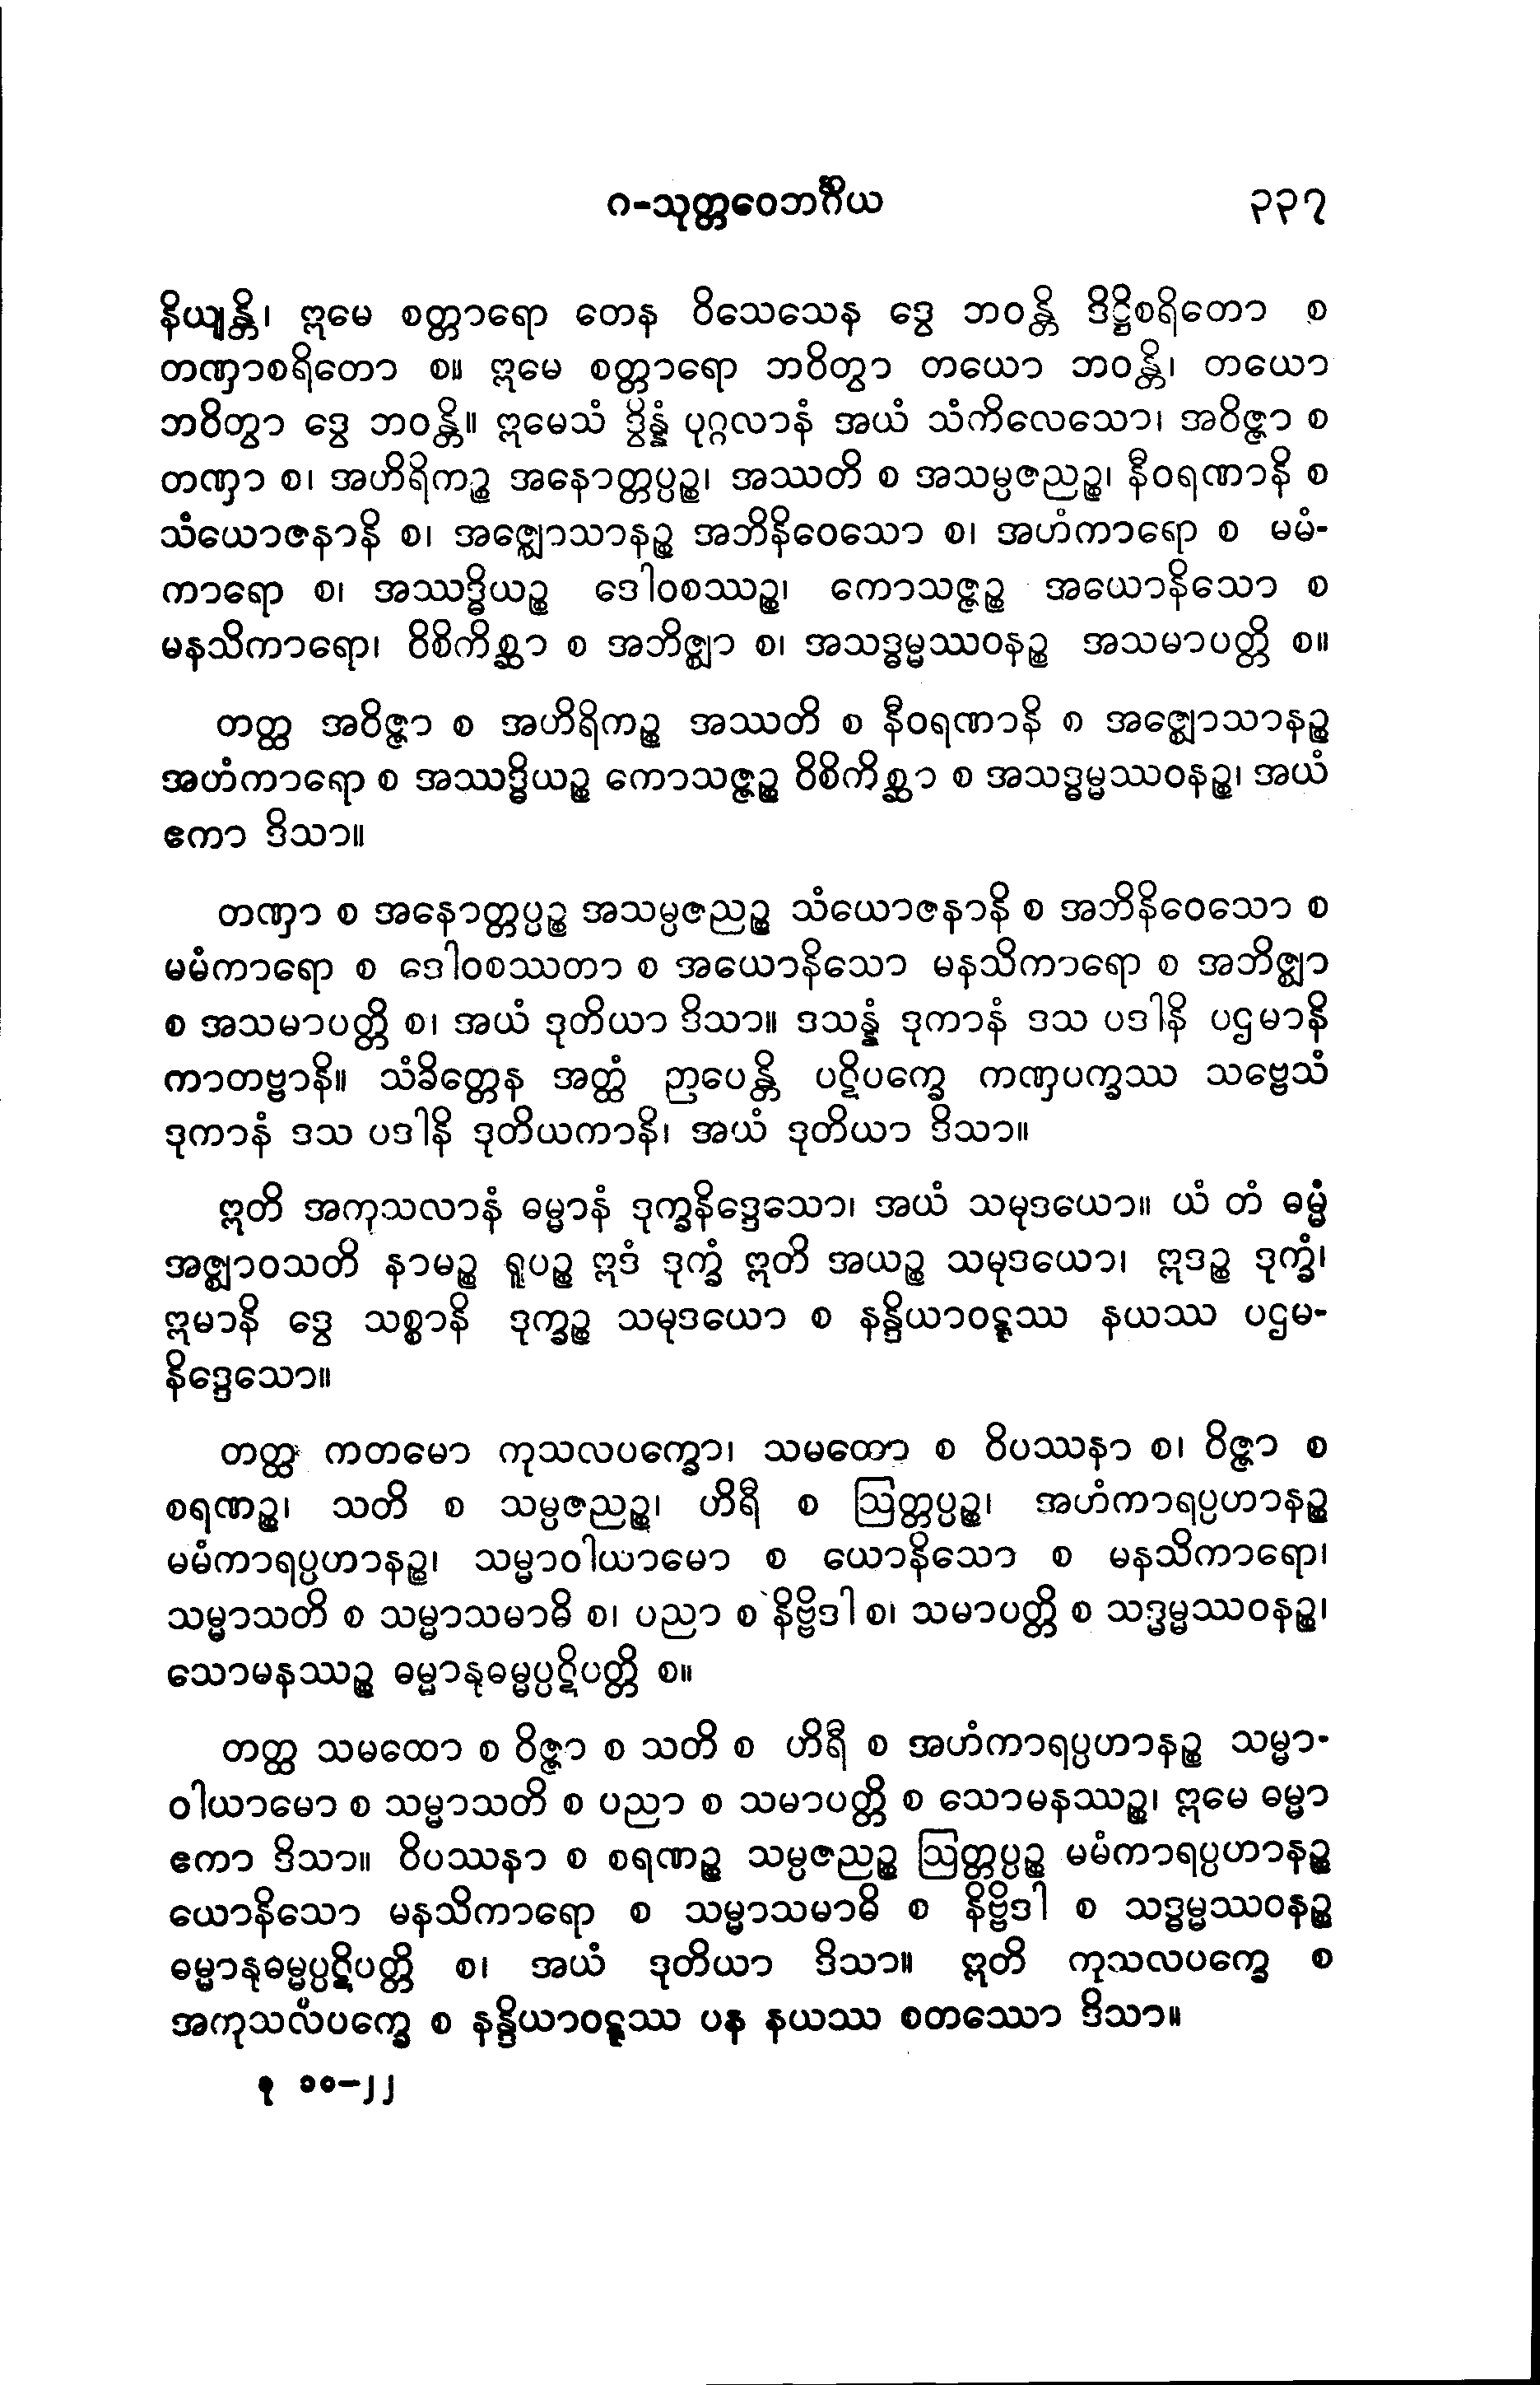 ဂ-သုတ္တဝေဘင်္ဂိယ ၃၃၇
နိယျန္တိ၊ ဣမေ စတ္တာရော တေန ဝိသေသေန ဒွေ ဘဝန္တိ ဒိဋ္ဌိစရိတော စ
တဏှာစရိတော စ။ ဣမေ စတ္တာရော ဘဝိတွာ တယော ဘဝန္တိ၊ တယော
ဘဝိတွာ ဒွေ ဘဝန္တိ။ ဣမေသံ ဒွိန္နံ ပုဂ္ဂလာနံ အယံ သံကိလေသော၊ အဝိဇ္ဇာ စ
တဏှာ စ၊ အဟိရိကဉ္စ အနောတ္တပ္ပဉ္စ၊ အဿတိ စ အသမ္ပဇညဉ္စ၊ နီဝရဏာနိ စ
သံယောဇနာနိ စ၊ အဇ္ဈောသာနဉ္စ အဘိနိဝေသော စ၊ အဟံကာရော စ မမံ-
ကာရော စ၊ အဿဒ္ဓိယဉ္စ ဒေါဝစဿဉ္စ၊ ကောသဇ္ဇဉ္စ အယောနိသော စ
မနသိကာရော၊ ဝိစိကိစ္ဆာ စ အဘိဇ္ဈာ စ၊ အသဒ္ဓမ္မဿဝနဉ္စ အသမာပတ္တိ စ။
တတ္ထ အဝိဇ္ဇာ စ အဟိရိကဉ္စ အဿတိ စ နီဝရဏာနိ စ အဇ္ဈောသာနဉ္စ
အဟံကာရော စ အဿဒ္ဓိယဉ္စ ကောသဇ္ဇဉ္စ ဝိစိကိစ္ဆာ စ အသဒ္ဓမ္မဿဝနဉ္စ၊ အယံ
ဧကာ ဒိသာ။
တဏှာ စ အနောတ္တပ္ပဉ္စ အသမ္ပဇညဉ္စ သံယောဇနာနိ စ အဘိနိဝေသော စ
မမံကာရော စ ဒေါဝစဿတာ စ အယောနိသော မနသိကာရော စ အဘိဇ္ဈာ
စ အသမာပတ္တိ စ၊ အယံ ဒုတိယာ ဒိသာ။ ဒသန္နံ ဒုကာနံ ဒသ ပဒါနိ ပဌမာနိ
ကာတဗ္ဗာနိ။ သံခိတ္တေန အတ္ထံ ဉာပေန္တိ ပဋိပက္ခေ ကဏှပက္ခဿ သဗ္ဗေသံ
ဒုကာနံ ဒသ ပဒါနိ ဒုတိယကာနိ၊ အယံ ဒုတိယာ ဒိသာ။
ဣတိ အကုသလာနံ ဓမ္မာနံ ဒုက္ခနိဒ္ဒေသော၊ အယံ သမုဒယော။ ယံ တံ ဓမ္မံ
အဇ္ဈာဝသတိ နာမဉ္စ ရူပဉ္စ ဣဒံ ဒုက္ခံ ဣတိ အယဉ္စ သမုဒယော၊ ဣဒဉ္စ ဒုက္ခံ၊
ဣမာနိ ဒွေ သစ္စာနိ ဒုက္ခဉ္စ သမုဒယော စ နန္ဒိယာဝဋ္ဋဿ နယဿ ပဌမ-
နိဒ္ဒေသော။
တတ္ထ ကတမော ကုသလပက္ခော၊ သမထော စ ဝိပဿနာ စ၊ ဝိဇ္ဇာ စ
စရဏဉ္စ၊ သတိ စ သမ္ပဇညဉ္စ၊ ဟိရီ စ ဩတ္တပ္ပဉ္စ၊ အဟံကာရပ္ပဟာနဉ္စ
မမံကာရပ္ပဟာနဉ္စ၊ သမ္မာဝါယာမော စ ယောနိသော စ မနသိကာရော၊
သမ္မာသတိ စ သမ္မာသမာဓိ စ၊ ပညာ စ နိဗ္ဗိဒါ စ၊ သမာပတ္တိ စ သဒ္ဓမ္မဿဝနဉ္စ၊
သောမနဿဉ္စ ဓမ္မာနုဓမ္မပ္ပဋိပတ္တိ စ။
တတ္ထ သမထော စ ဝိဇ္ဇာ စ သတိ စ ဟိရီ စ အဟံကာရပ္ပဟာနဉ္စ သမ္မာ-
ဝါယာမော စ သမ္မာသတိ စ ပညာ စ သမာပတ္တိ စ သောမနဿဉ္စ၊ ဣမေ ဓမ္မာ
ဧကာ ဒိသာ။ ဝိပဿနာ စ စရဏဉ္စ သမ္ပဇညဉ္စ ဩတ္တပ္ပဉ္စ မမံကာရပ္ပဟာနဉ္စ
ယောနိသော မနသိကာရော စ သမ္မာသမာဓိ စ နိဗ္ဗိဒါ စ သဒ္ဓမ္မဿဝနဉ္စ
ဓမ္မာနုဓမ္မပ္ပဋိပတ္တိ စ၊ အယံ ဒုတိယာ ဒိသာ။ ဣတိ ကုသလပက္ခေ စ
အကုသလပက္ခေ စ နန္ဒိယာဝဋ္ဋဿ ပန နယဿ စတဿော ဒိသာ။
ခု ၁၀-၂၂